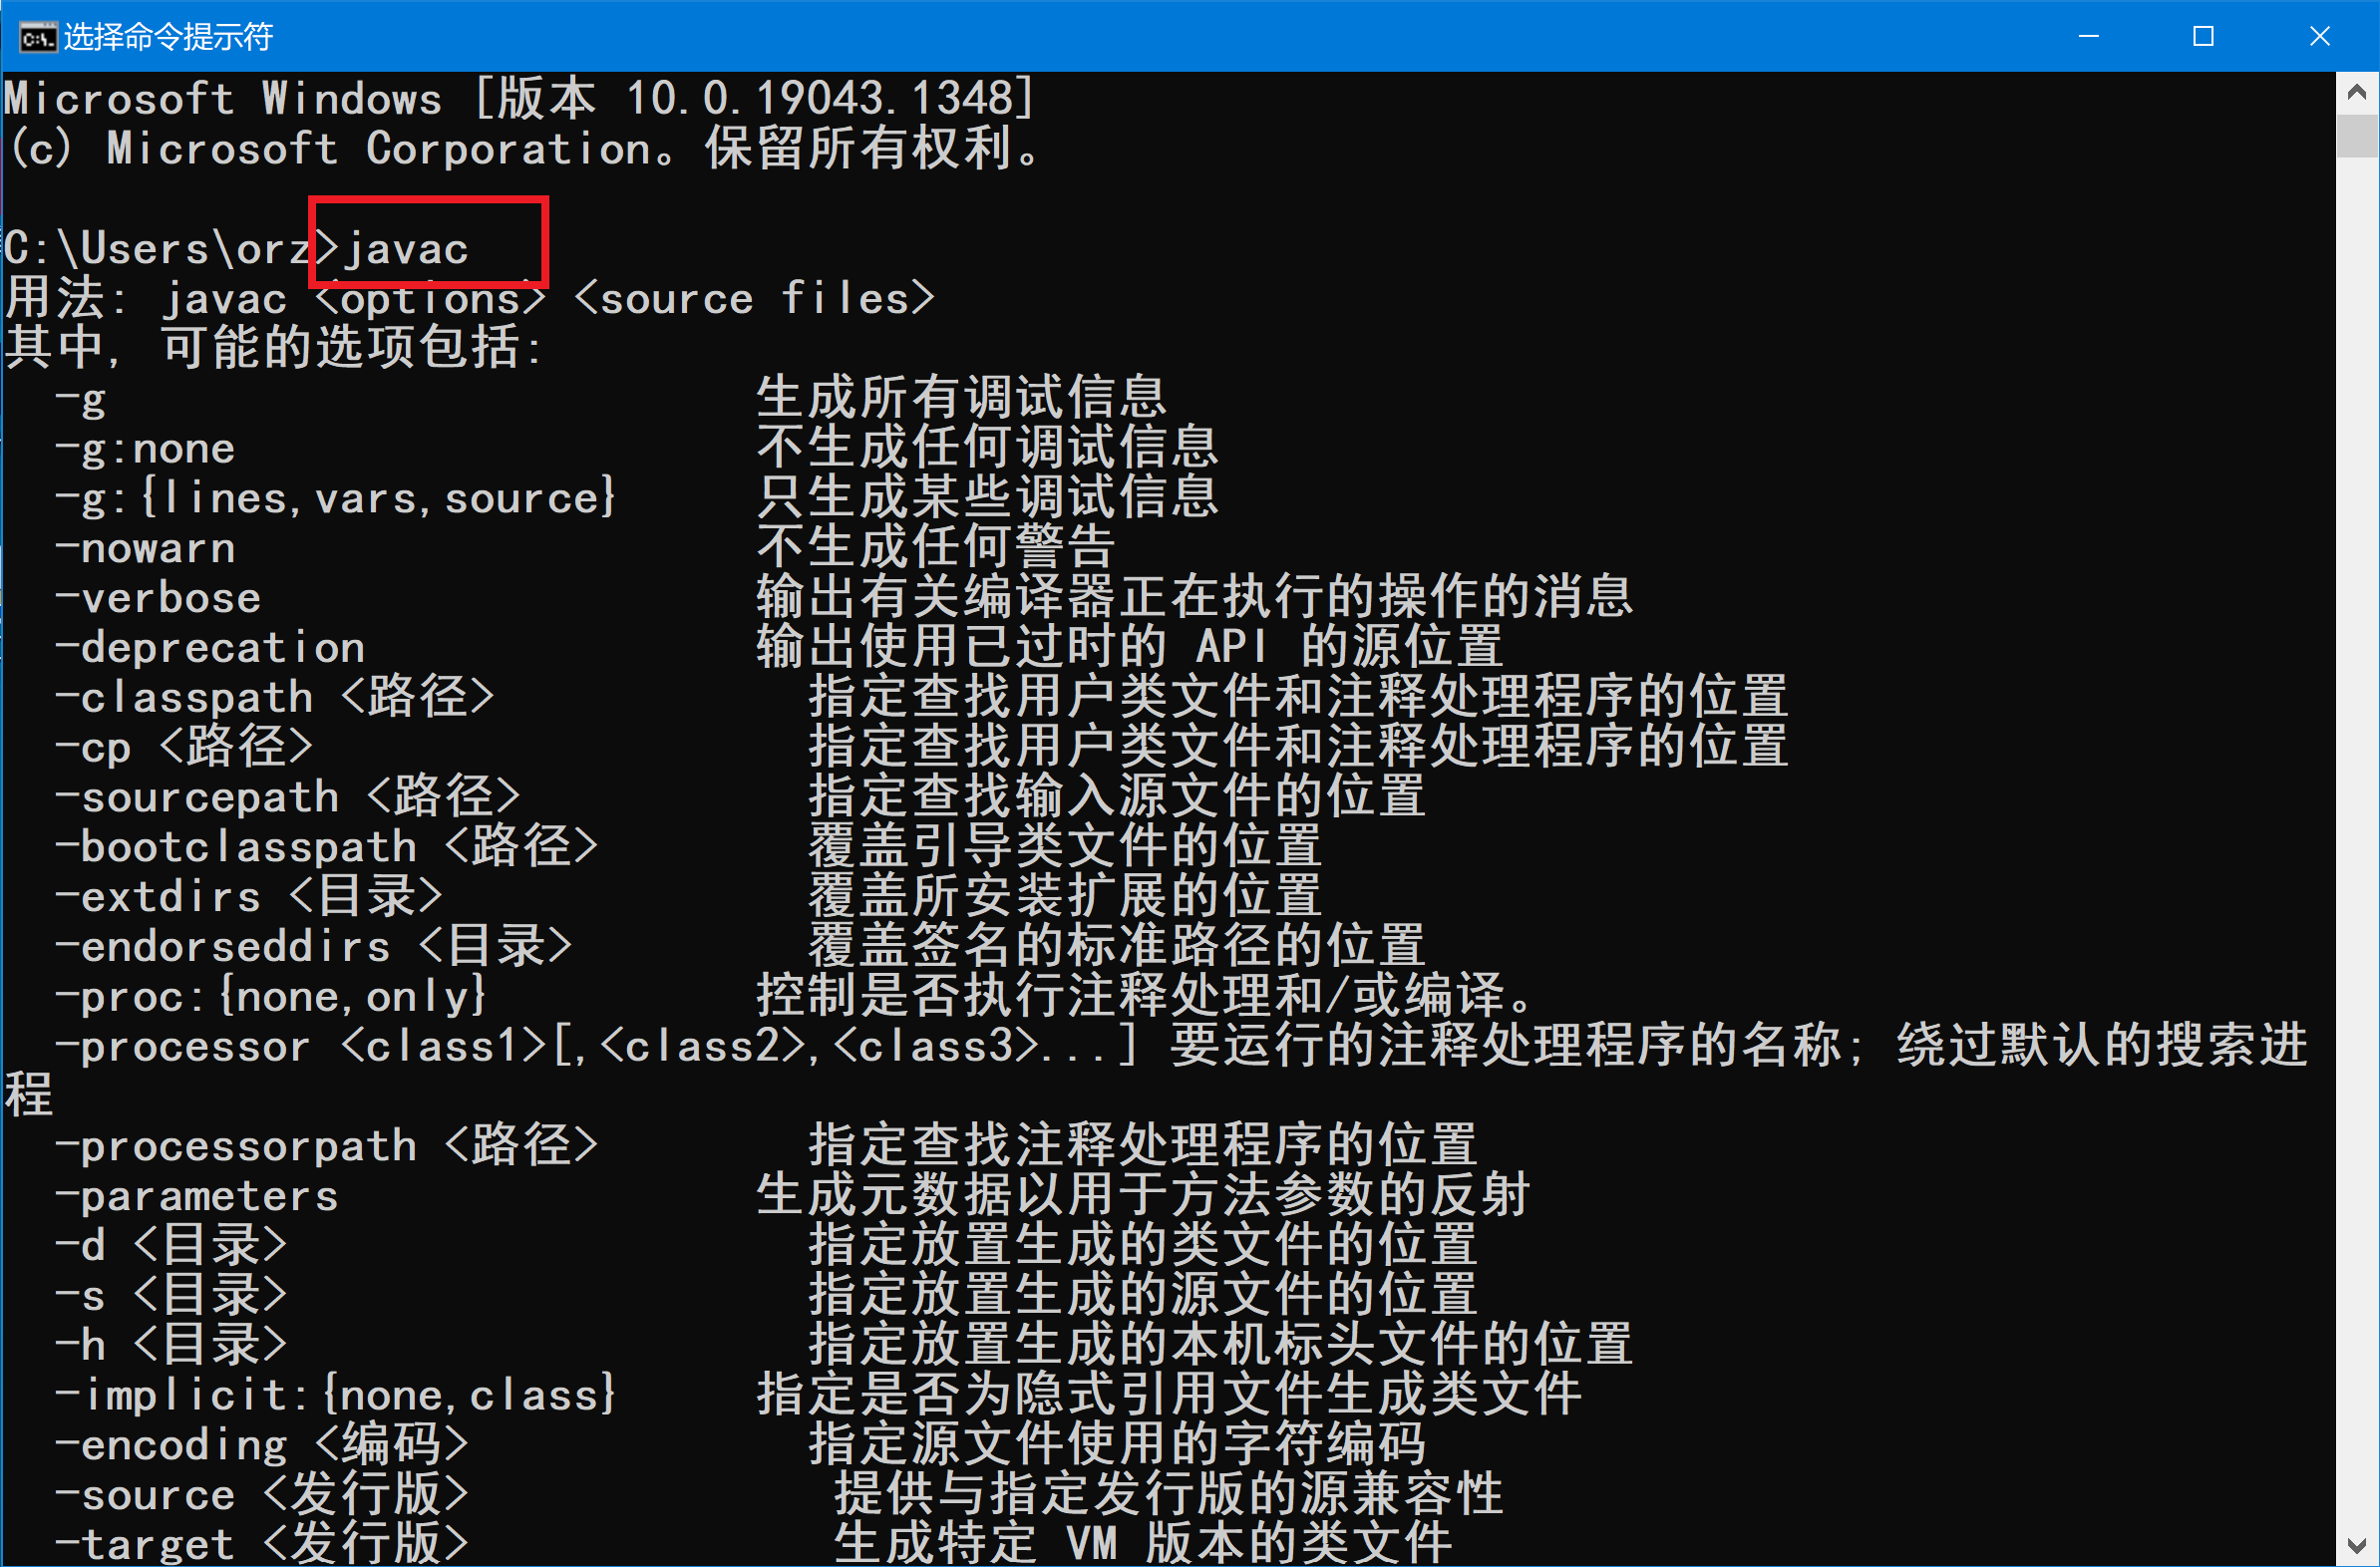 选择命令提示符
Microsoft Windows [版本 10.0.19043.1348]
(c) Microsoft Corporation。保留所有权利。
C:\Users\orz>javac
用法: javac <options> <source files>
其中, 可能的选项包括:
-g 生成所有调试信息
-g:none 不生成任何调试信息
-g:{lines,vars,source} 只生成某些调试信息
-nowarn 不生成任何警告
-verbose 输出有关编译器正在执行的操作的消息
-deprecation 输出使用已过时的 API 的源位置
-classpath <路径> 指定查找用户类文件和注释处理程序的位置
-cp <路径> 指定查找用户类文件和注释处理程序的位置
-sourcepath <路径> 指定查找输入源文件的位置
-bootclasspath <路径> 覆盖引导类文件的位置
-extdirs <目录> 覆盖所安装扩展的位置
-endorseddirs <目录> 覆盖签名的标准路径的位置
-proc:{none,only} 控制是否执行注释处理和/或编译。
-processor <class1>[,<class2>,<class3>...] 要运行的注释处理程序的名称; 绕过默认的搜索进
程
-processorpath <路径> 指定查找注释处理程序的位置
-parameters 生成元数据以用于方法参数的反射
-d <目录> 指定放置生成的类文件的位置
-s <目录> 指定放置生成的源文件的位置
-h <目录> 指定放置生成的本机标头文件的位置
-implicit:{none,class} 指定是否为隐式引用文件生成类文件
-encoding <编码> 指定源文件使用的字符编码
-source <发行版> 提供与指定发行版的源兼容性
-target <发行版> 生成特定 VM 版本的类文件